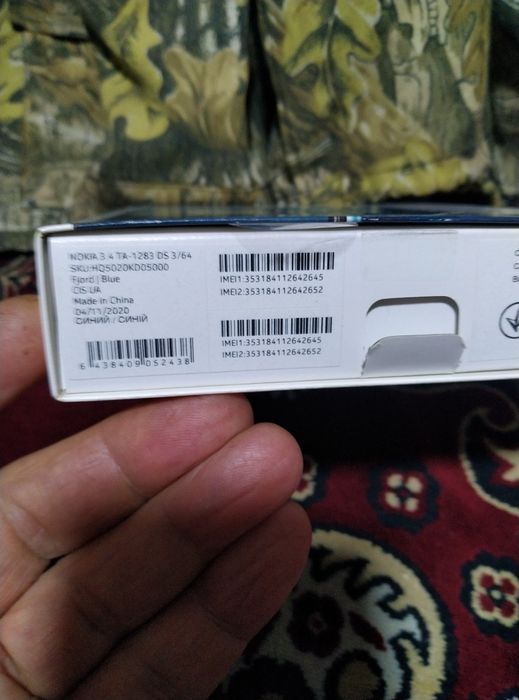 NOKIA 3.4 TA-1283 DS 3/64
SKU:HQ5020KD05000
Fjord | Blue
CIS UA
Made in China
04/11/2020
СИНИЙ / СИНІЙ
6 438409 052438
IMEI1:353184112642645
IMEI2:353184112642652
IMEI1:353184112642645
IMEI2:353184112642652